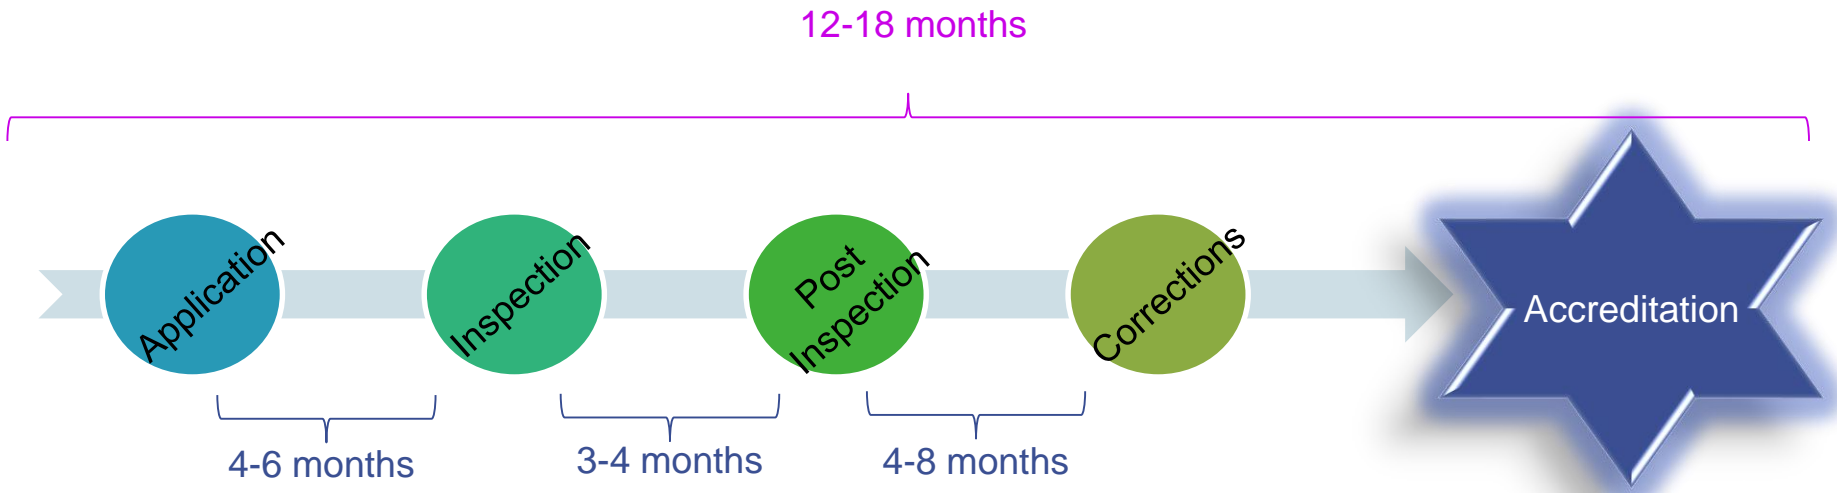 12-18 months
Application
Inspection
Post
Inspection
Corrections
Accreditation
4-6 months
3-4 months
4-8 months